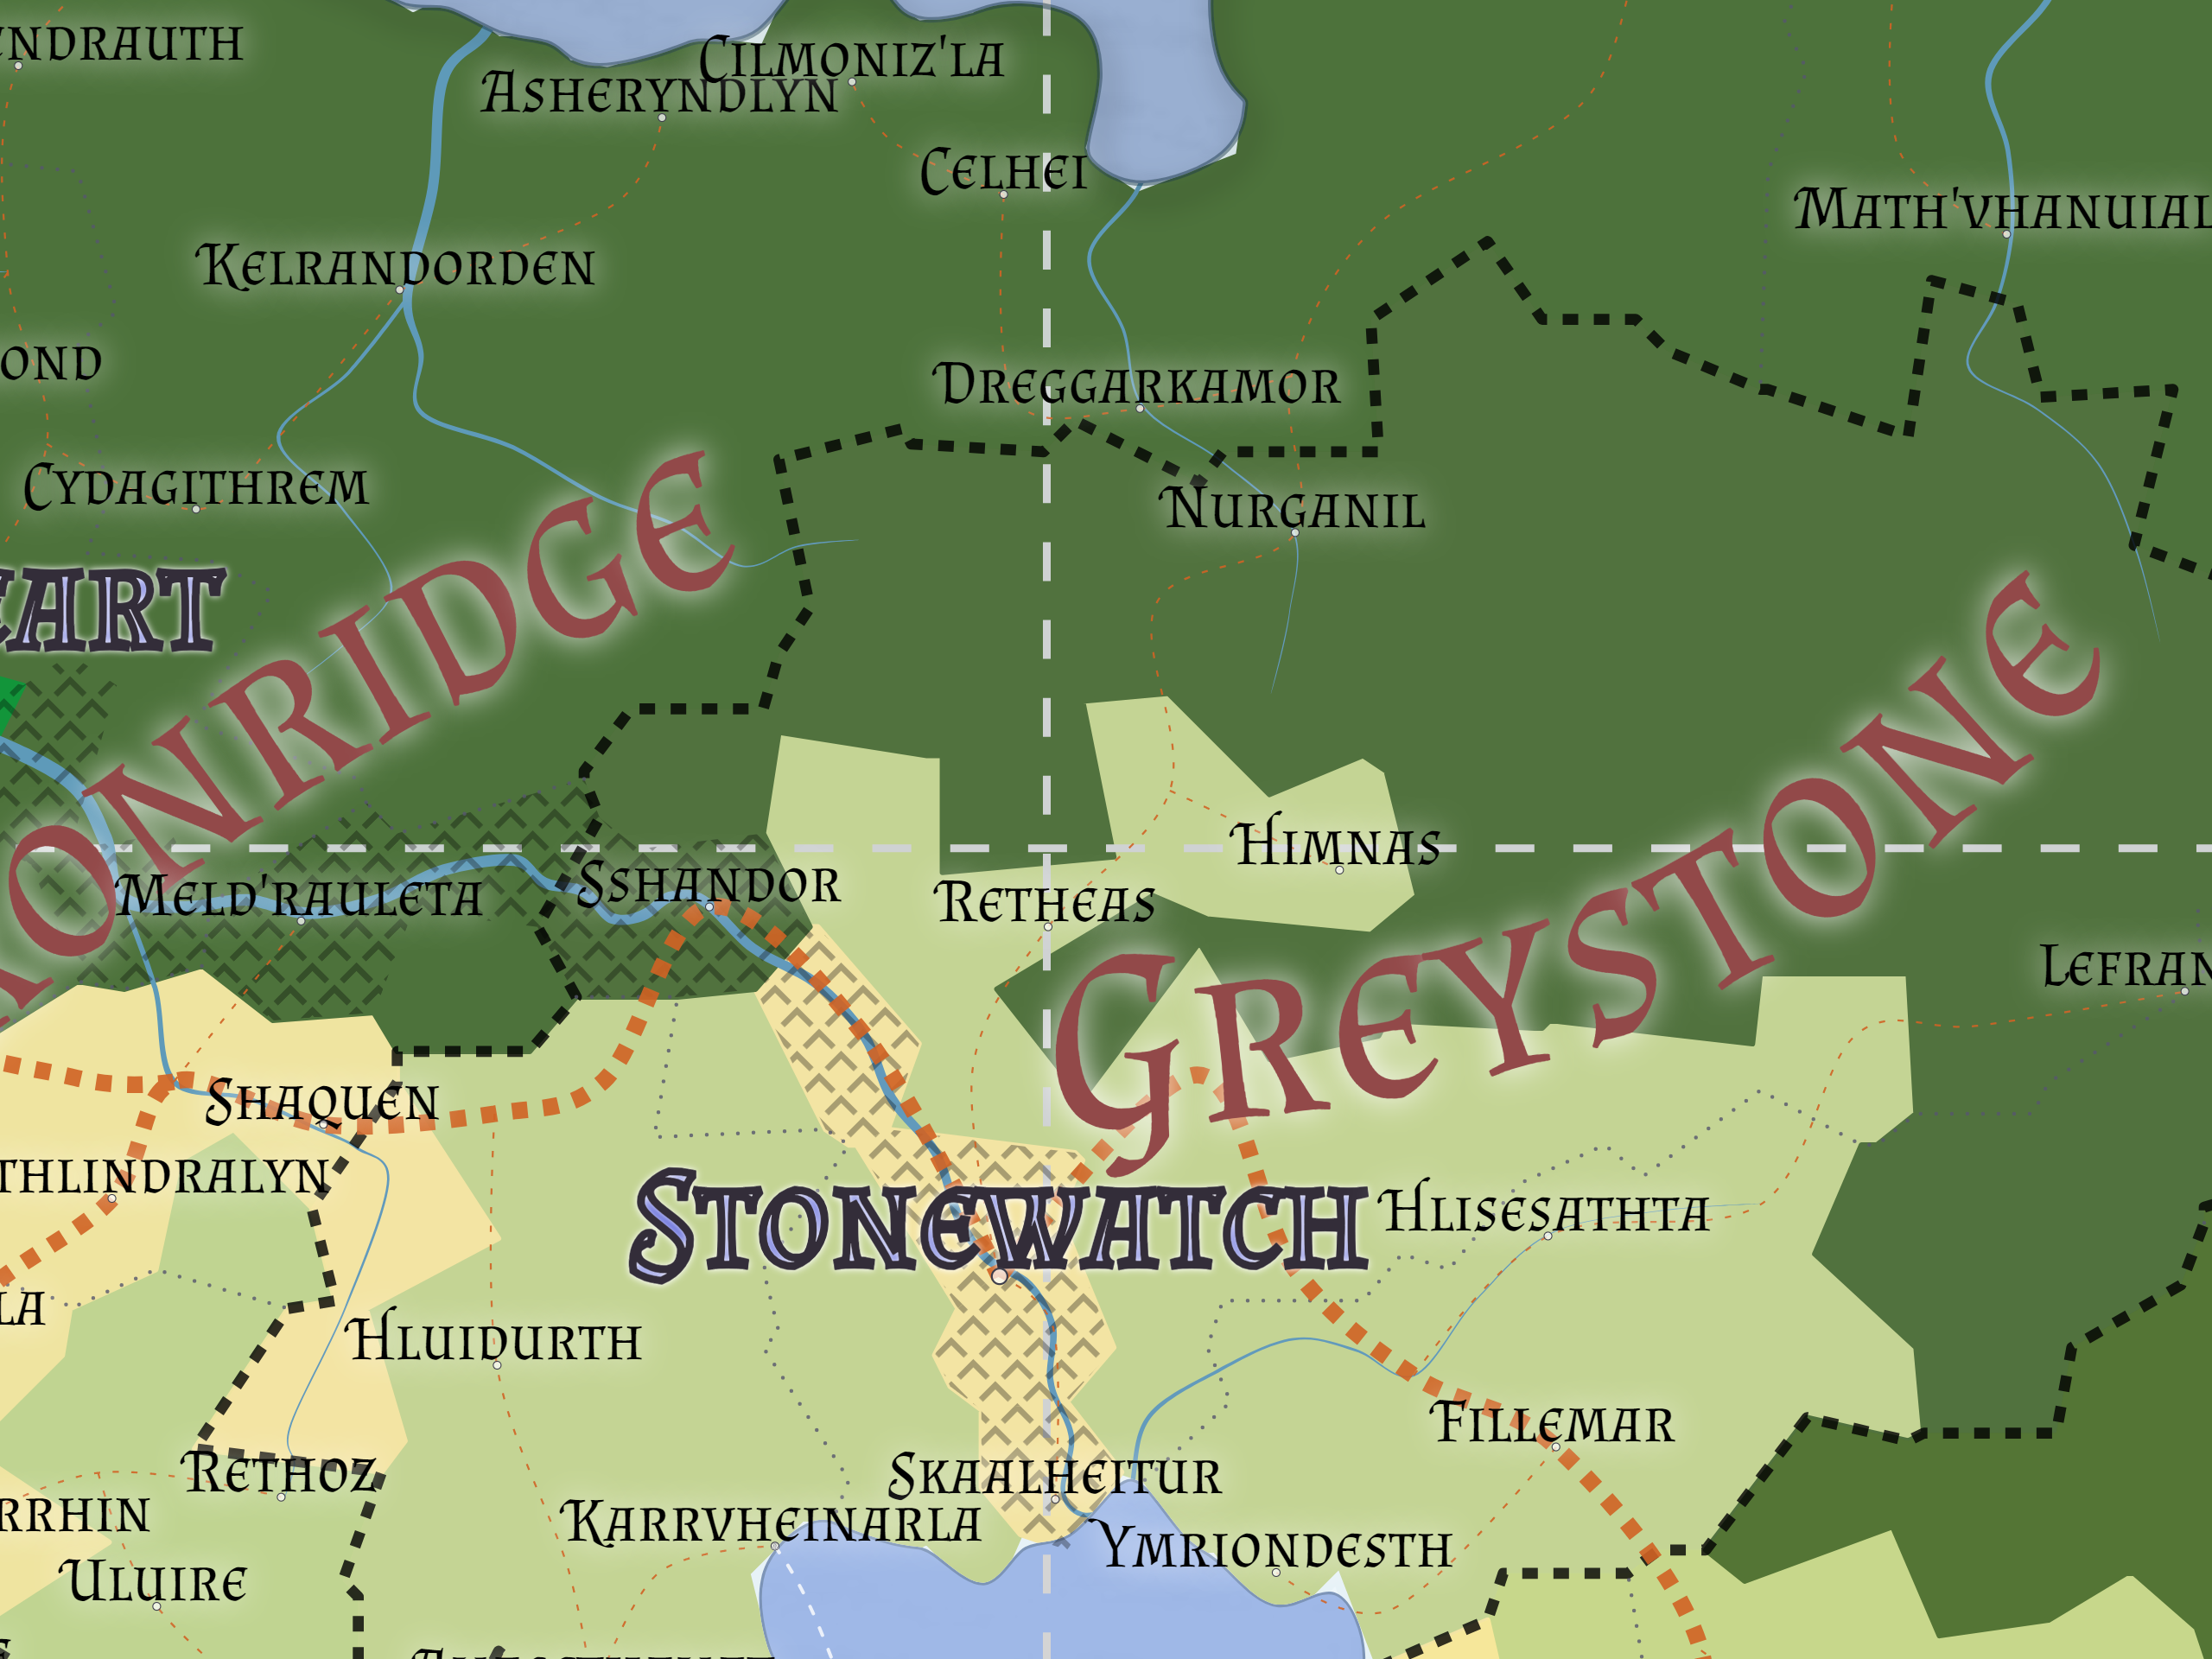 NDRAUTH
CILMONIZ'LA
ASHERYNDLYN
CELHEI
MATH'VHANUIAL
KELRANDORDEN
OND
DREGGARKAMOR
CYDAGITHREM
NURGANIL
EART
ONRIDGE
GREYSTONE
HIMNAS
MELD'RAULETA
SSHANDOR
RETHEAS
LEFRAN
SHAQUEN
THLINDRALYN
STONEWATCH
HLISESATHTA
LA
HLUIDURTH
FILLEMAR
RETHOZ
SKAALHEITUR
RRHIN
KARRVHEINARLA
YMRIONDESTH
ULUIRE